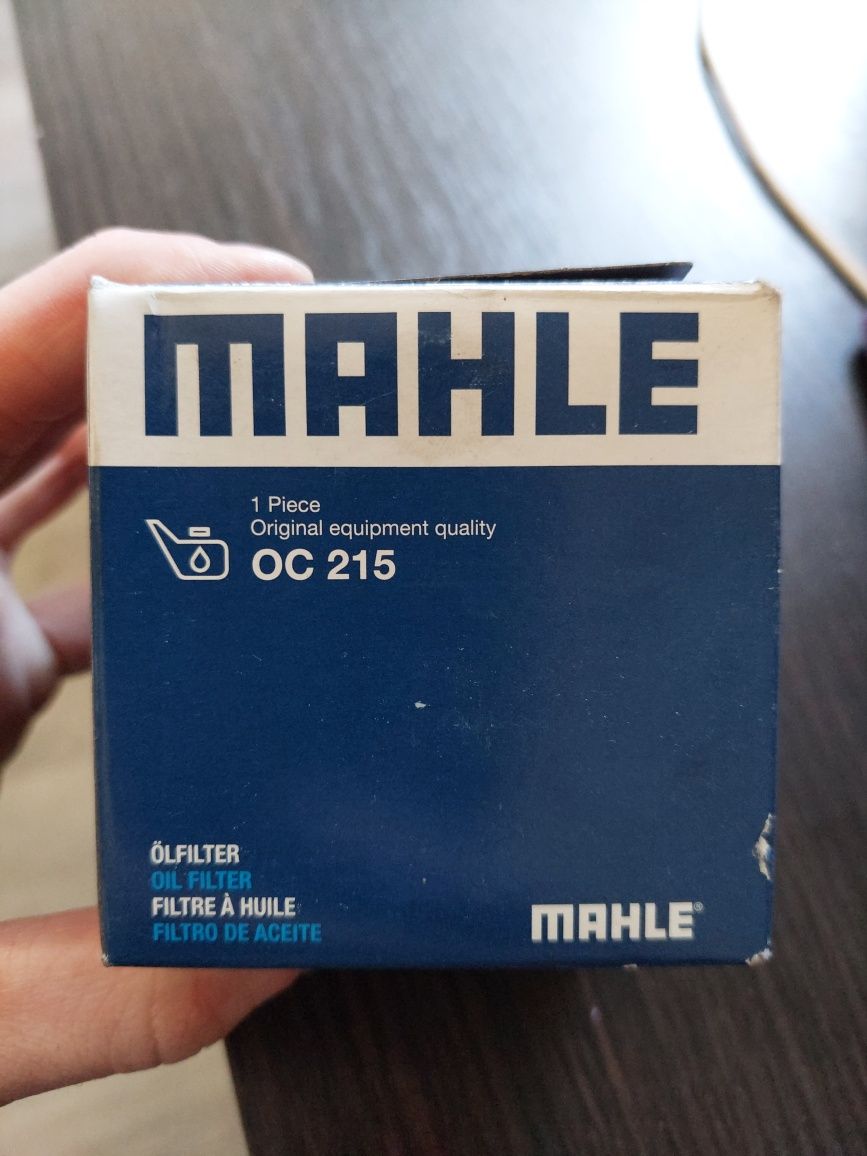 MAHLE
1 Piece
Original equipment quality
OC 215
ÖLFILTER
OIL FILTER
FILTRE À HUILE
FILTRO DE ACEITE
MAHLE®